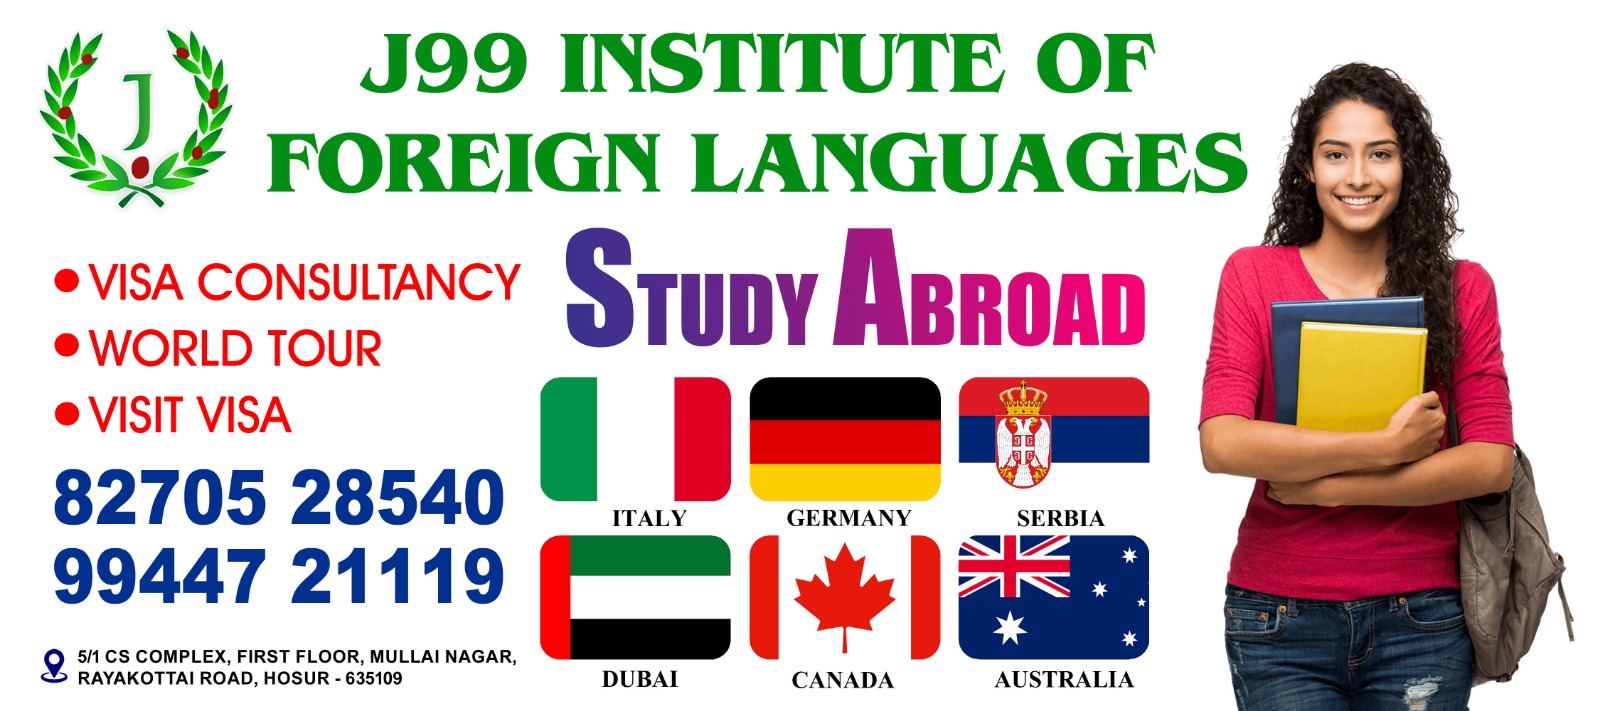 J
J99 INSTITUTE OF
FOREIGN LANGUAGES
STUDY ABROAD
• VISA CONSULTANCY
• WORLD TOUR
• VISIT VISA
82705 28540
99447 21119
5/1 CS COMPLEX, FIRST FLOOR, MULLAI NAGAR,
RAYAKOTTAI ROAD, HOSUR - 635109
ITALY
GERMANY
SERBIA
DUBAI
CANADA
AUSTRALIA